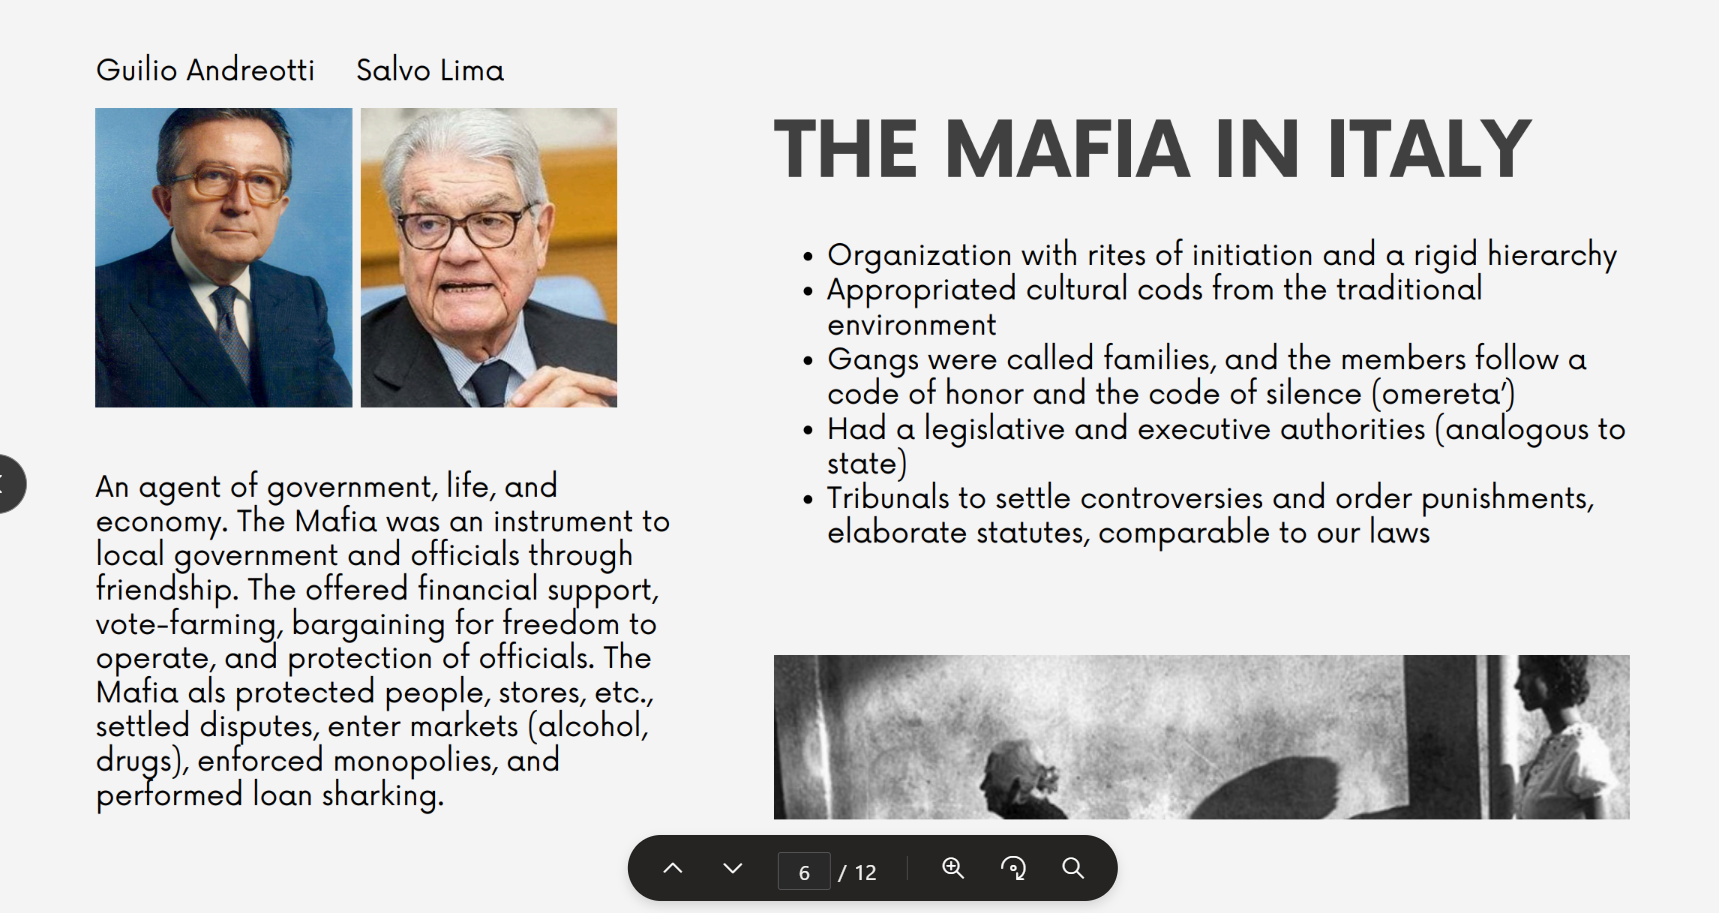 Guilio Andreotti
Salvo Lima
An agent of government, life, and
economy. The Mafia was an instrument to
local government and officials through
friendship. The offered financial support,
vote-farming, bargaining for freedom to
operate, and protection of officials. The
Mafia als protected people, stores, etc.,
settled disputes, enter markets (alcohol,
drugs), enforced monopolies, and
performed loan sharking.
THE MAFIA IN ITALY
• Organization with rites of initiation and a rigid hierarchy
• Appropriated cultural cods from the traditional
environment
• Gangs were called families, and the members follow a
code of honor and the code of silence (omereta’)
• Had a legislative and executive authorities (analogous to
state)
• Tribunals to settle controversies and order punishments,
elaborate statutes, comparable to our laws
6 / 12